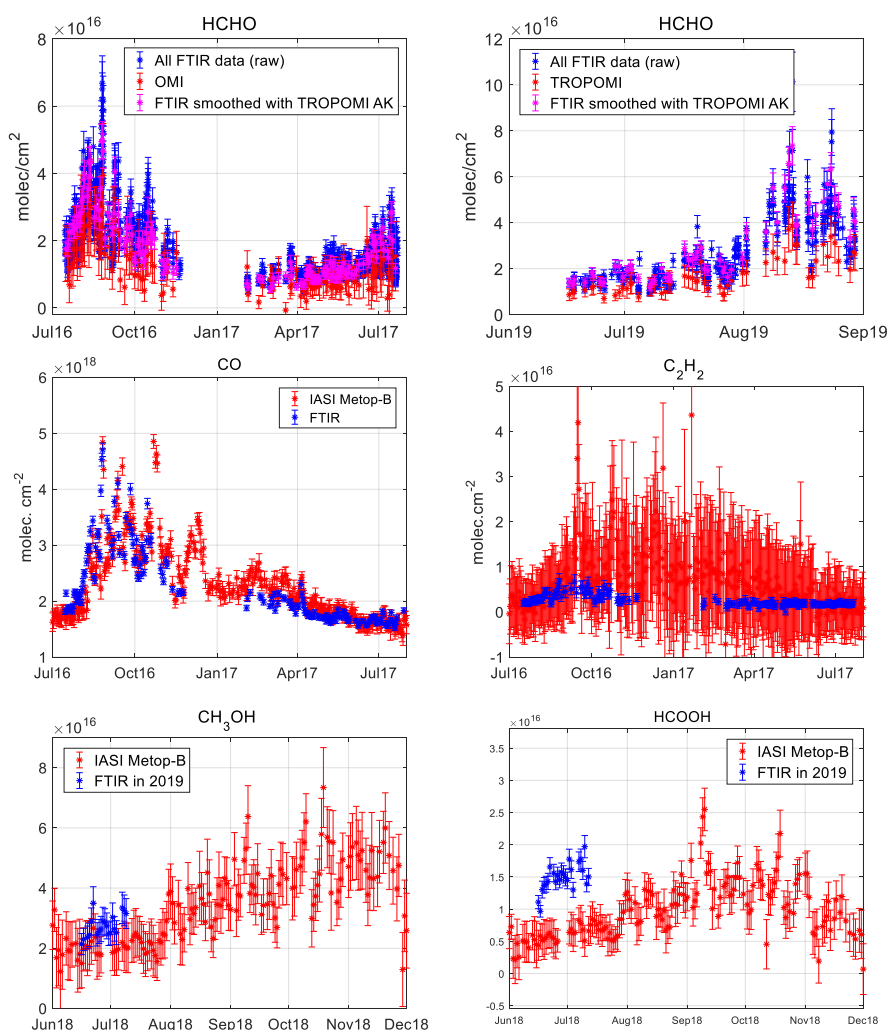 HCHO
×10^16
8
6
4
2
0
molec/cm^2
All FTIR data (raw)
OMI
FTIR smoothed with TROPOMI AK
Jul16 Oct16 Jan17 Apr17 Jul17
HCHO
×10^16
12
10
8
6
4
2
0
molec/cm^2
All FTIR data (raw)
TROPOMI
FTIR smoothed with TROPOMI AK
Jun19 Jul19 Aug19 Sep19
CO
×10^18
6
5
4
3
2
1
molec. cm^-2
IASI Metop-B
FTIR
Jul16 Oct16 Jan17 Apr17 Jul17
C_2H_2
×10^16
5
4
3
2
1
0
-1
molec.cm^-2
Jul16 Oct16 Jan17 Apr17 Jul17
CH_3OH
×10^16
8
6
4
2
0
IASI Metop-B
FTIR in 2019
Jun18 Jul18 Aug18 Sep18 Oct18 Nov18 Dec18
HCOOH
×10^16
3.5
3
2.5
2
1.5
1
0.5
0
-0.5
IASI Metop-B
FTIR in 2019
Jun18 Jul18 Aug18 Sep18 Oct18 Nov18 Dec18